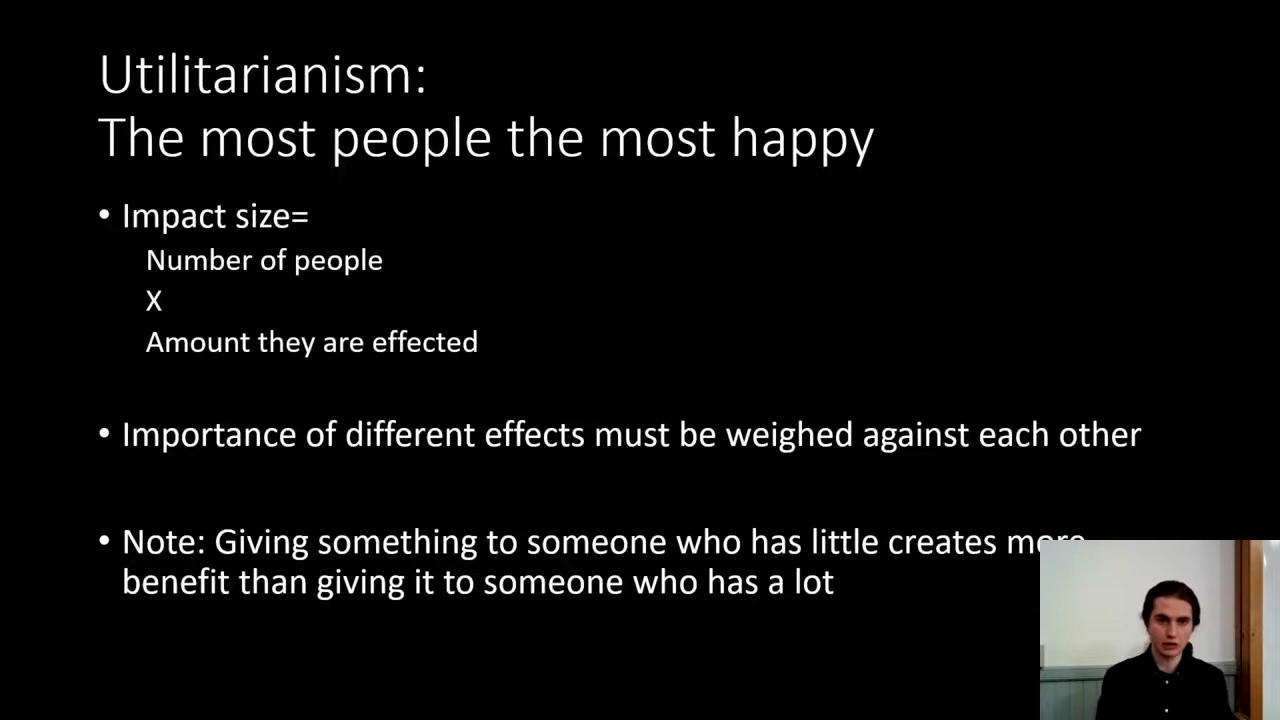 Utilitarianism:
The most people the most happy
• Impact size=
Number of people
X
Amount they are effected
• Importance of different effects must be weighed against each other
• Note: Giving something to someone who has little creates more
benefit than giving it to someone who has a lot